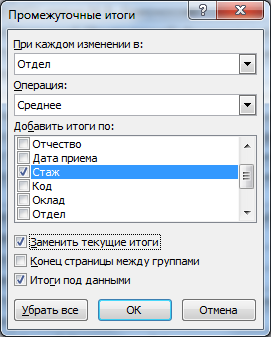 Промежуточные итоги
При каждом изменении в:
Отдел
Операция:
Среднее
Добавить итоги по:
Отчество
Дата приема
Стаж
Код
Оклад
Отдел
Заменить текущие итоги
Конец страницы между группами
Итоги под данными
Убрать все
ОК
Отмена